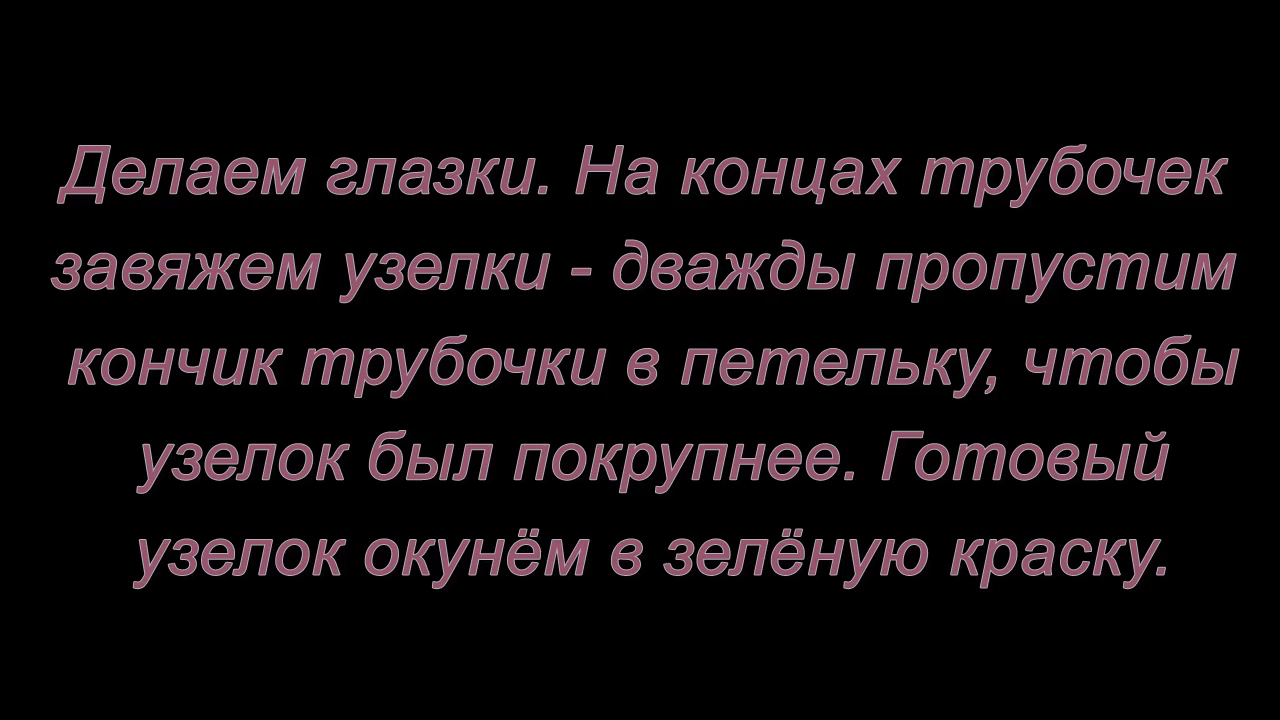 Делаем глазки. На концах трубочек
завяжем узелки - дважды пропустим
кончик трубочки в петельку, чтобы
узелок был покрупнее. Готовый
узелок окунём в зелёную краску.